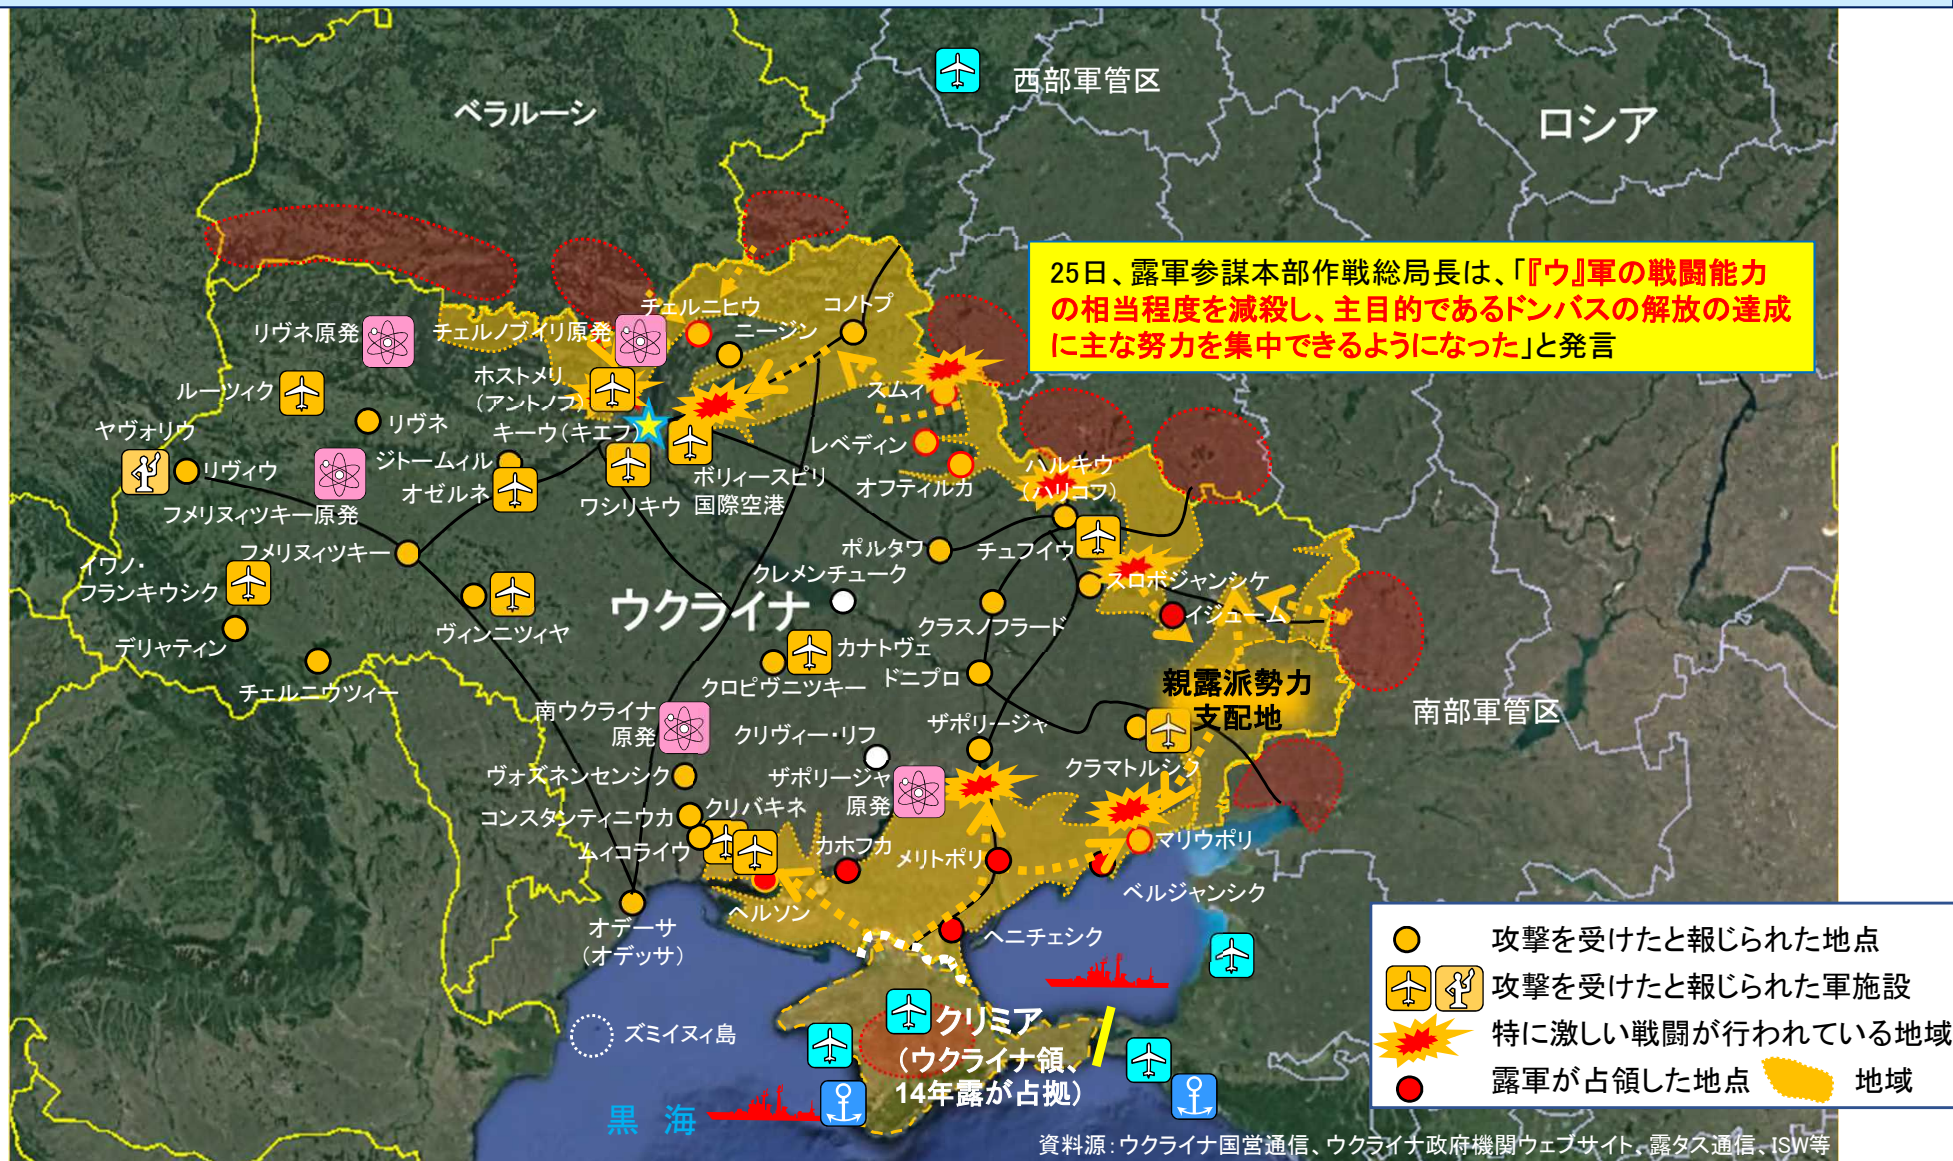 西部軍管区
ベラルーシ
ロシア
25日、露軍参謀本部作戦総局長は、「『ウ』軍の戦闘能力
の相当程度を減殺し、主目的であるドンバスの解放の達成
に主な努力を集中できるようになった」と発言
チェルニヒウ
コノトプ
リヴネ原発
チェルノブイリ原発
ニージン
ルーツィク
ホストメリ
(アントノフ)
スムィ
リヴネ
キーウ(キエフ)
ヤヴォリウ
リヴィウ
ジトームィル
オゼルネ
レベディン
ボリィースピリ
国際空港
オフティルカ
ハルキウ
(ハリコフ)
フメリヌィツキー原発
ワシリキウ
フメリヌィツキー
ポルタワ
チュフイウ
イワノ・
フランキウシク
クレメンチューク
スロボジャンシケ
ウクライナ
イジューム
ヴィンニツィヤ
クラスノフラード
デリャティン
カナトヴェ
チェルニウツィー
クロピヴニツキー
ドニプロ
親露派勢力
支配地
南ウクライナ
原発
クリヴィー・リフ
ザポリージャ
南部軍管区
ヴォズネンセンシク
ザポリージャ
原発
クラマトルシク
コンスタンティニウカ
クリバキネ
ムィコライウ
カホフカ
メリトポリ
マリウポリ
ベルジャンシク
ヘルソン
オデーサ
(オデッサ)
ヘニチェシク
ズミイヌィ島
クリミア
(ウクライナ領、
14年露が占拠)
黒 海
攻撃を受けたと報じられた地点
攻撃を受けたと報じられた軍施設
特に激しい戦闘が行われている地域
露軍が占領した地点 地域
資料源:ウクライナ国営通信、ウクライナ政府機関ウェブサイト、露タス通信、ISW等